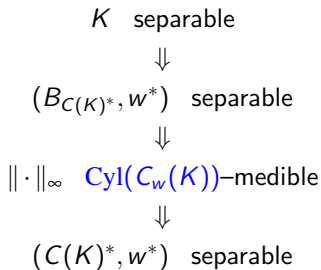 K separable
⇓
(B_{C(K)*}, w*) separable
⇓
‖·‖_∞ Cyl(C_w(K))–medible
⇓
(C(K)*, w*) separable